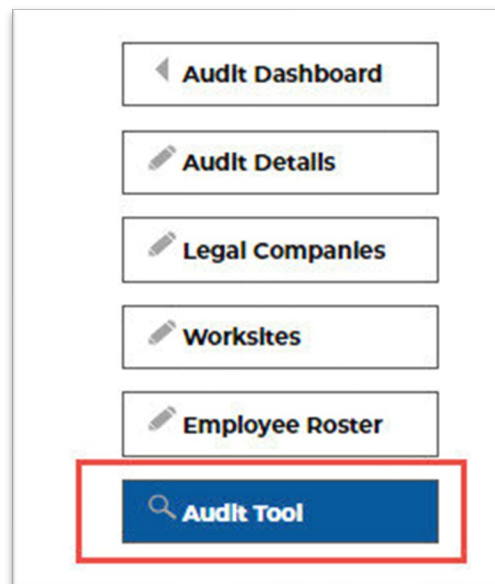 Audit Dashboard
Audit Details
Legal Companies
Worksites
Employee Roster
Audit Tool